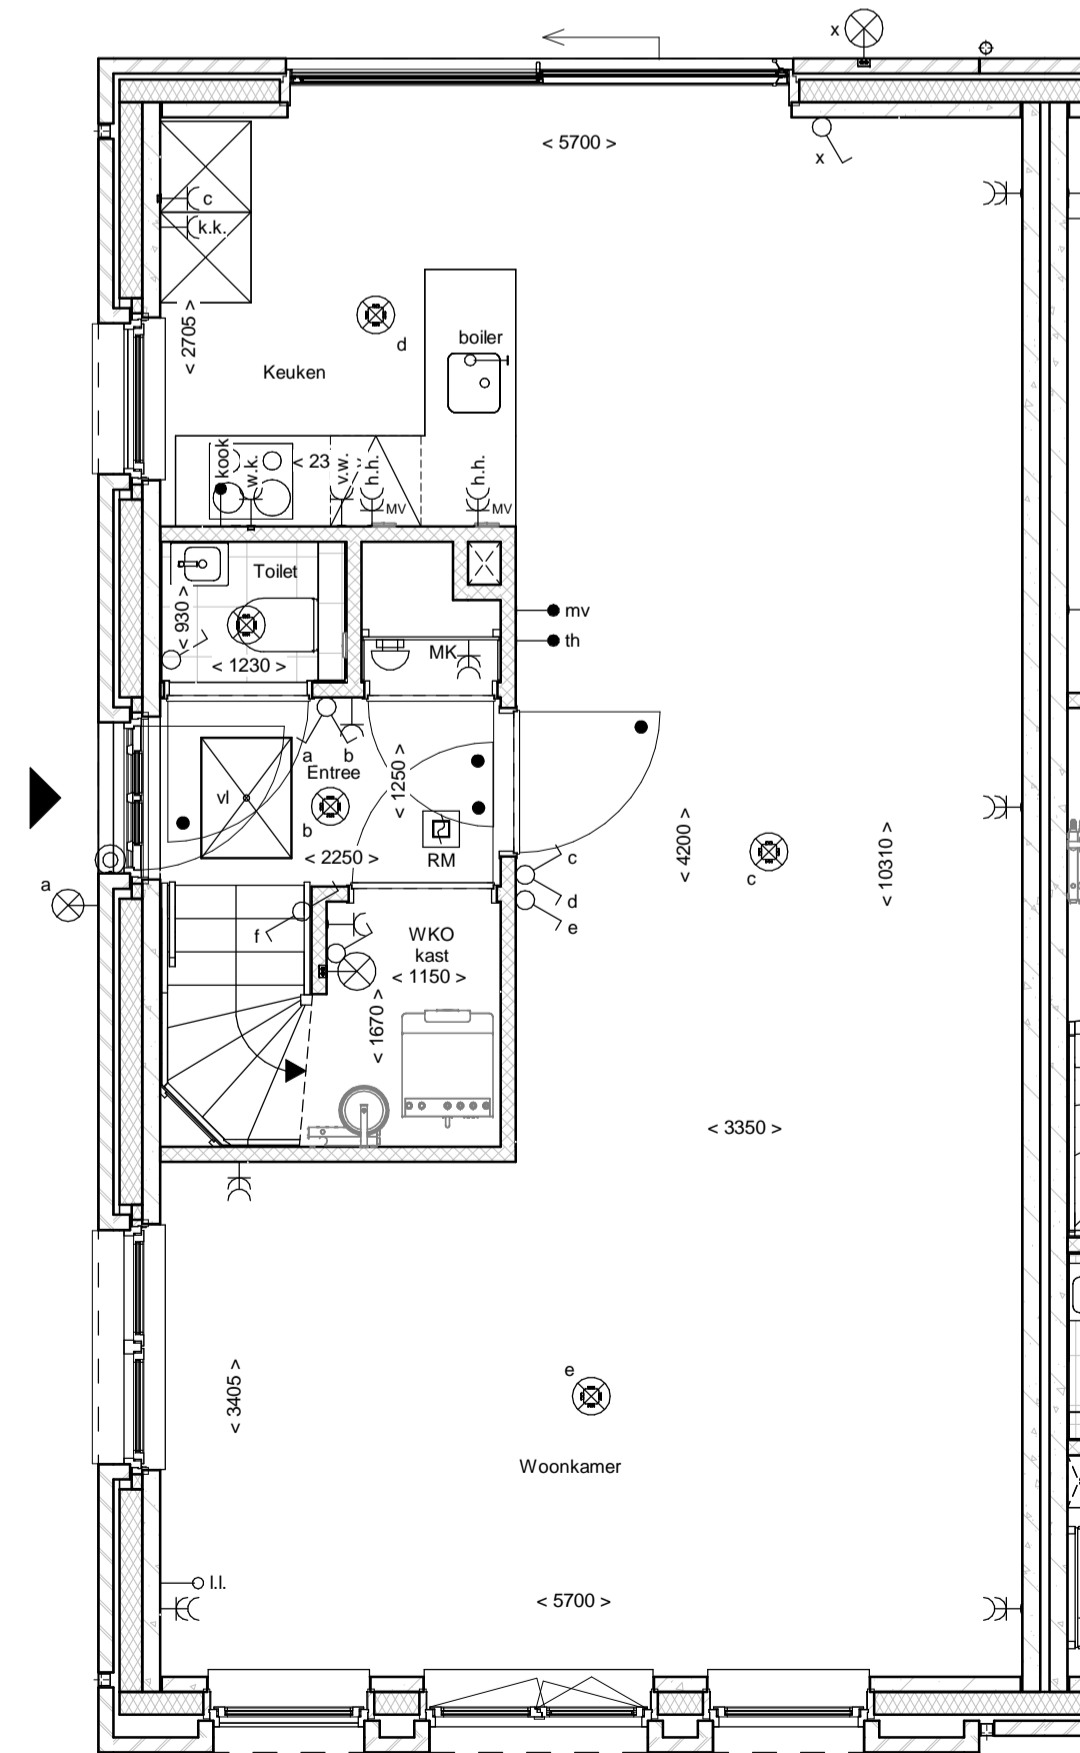 x
x
< 5700 >
c
k.k.
< 2705 >
d
boiler
Keuken
kook
w.k.
< 23
v.w.
h.h.
MV
h.h.
MV
Toilet
< 930 >
< 1230 >
mv
th
MK
a
b
Entree
vl
b
< 1250 >
< 2250 >
RM
a
c
d
e
f
< 4200 >
c
< 10310 >
WKO
kast
< 1150 >
< 1670 >
< 3350 >
< 3405 >
e
Woonkamer
l.l.
< 5700 >